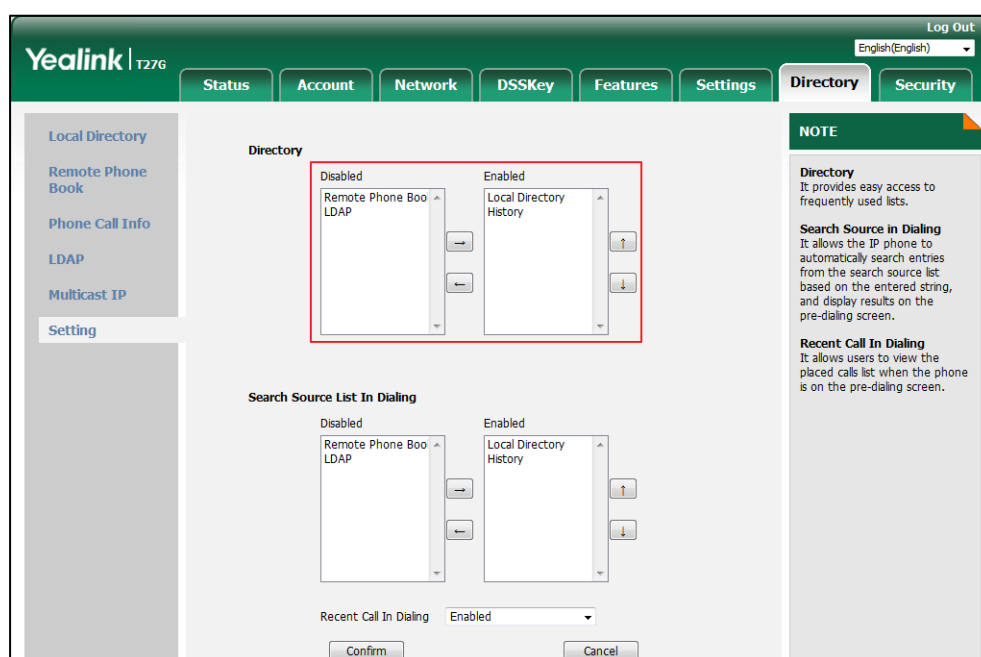 Log Out
Yealink | T27G
English(English)
Status Account Network DSSKey Features Settings Directory Security
Local Directory
Remote Phone
Book
Phone Call Info
LDAP
Multicast IP
Setting
Directory
Disabled Enabled
Remote Phone Boo Local Directory
LDAP History
→ ↑
← ↓
Search Source List In Dialing
Disabled Enabled
Remote Phone Boo Local Directory
LDAP History
→ ↑
← ↓
Recent Call In Dialing Enabled
Confirm Cancel
NOTE
Directory
It provides easy access to
frequently used lists.
Search Source in Dialing
It allows the IP phone to
automatically search entries
from the search source list
based on the entered string,
and display results on the
pre-dialing screen.
Recent Call In Dialing
It allows users to view the
placed calls list when the phone
is on the pre-dialing screen.